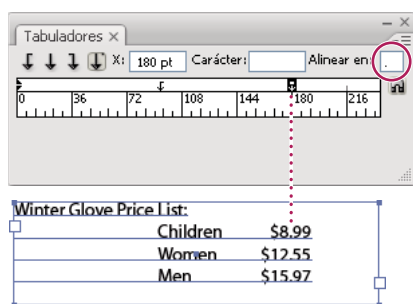 Tabuladores ×
X: 180 pt Carácter: Alinear en: .
0 36 72 108 144 180 216
Winter Glove Price List:
Children $8.99
Women $12.55
Men $15.97